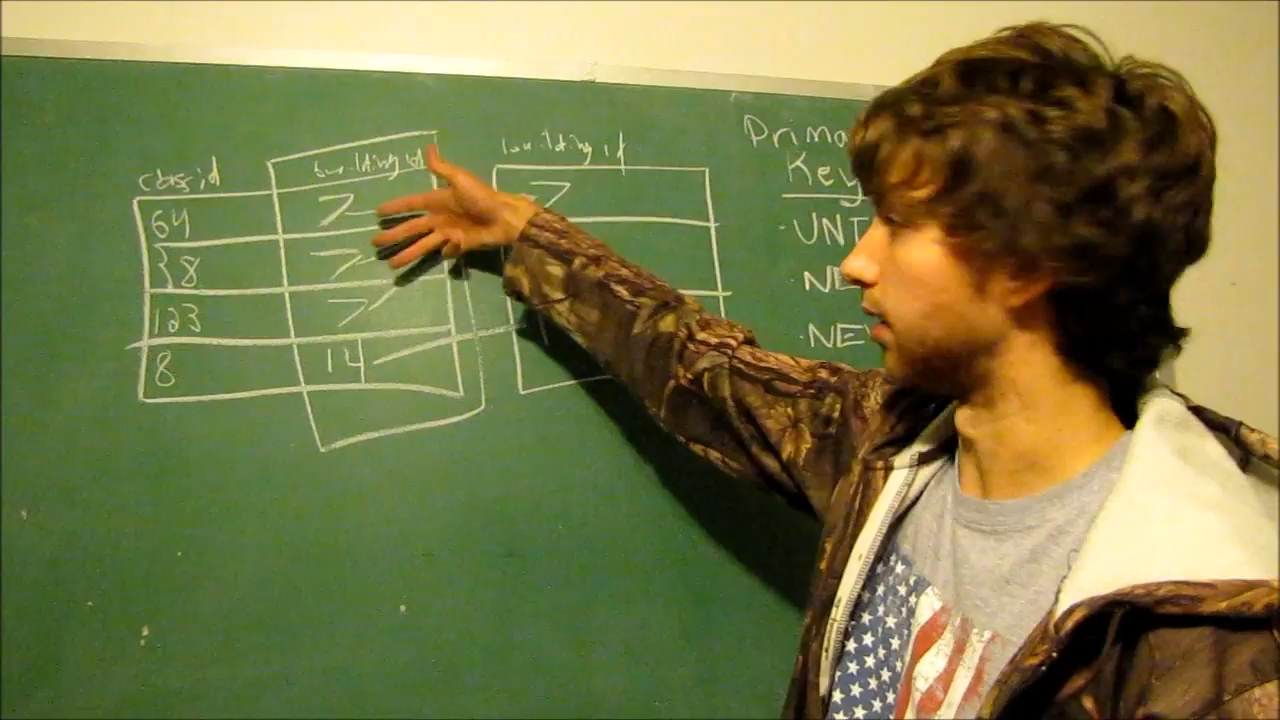 class id
building id
building id
64
7
7
38
7
123
7
8
14
Prima
Key
· UNI
NE
· NE